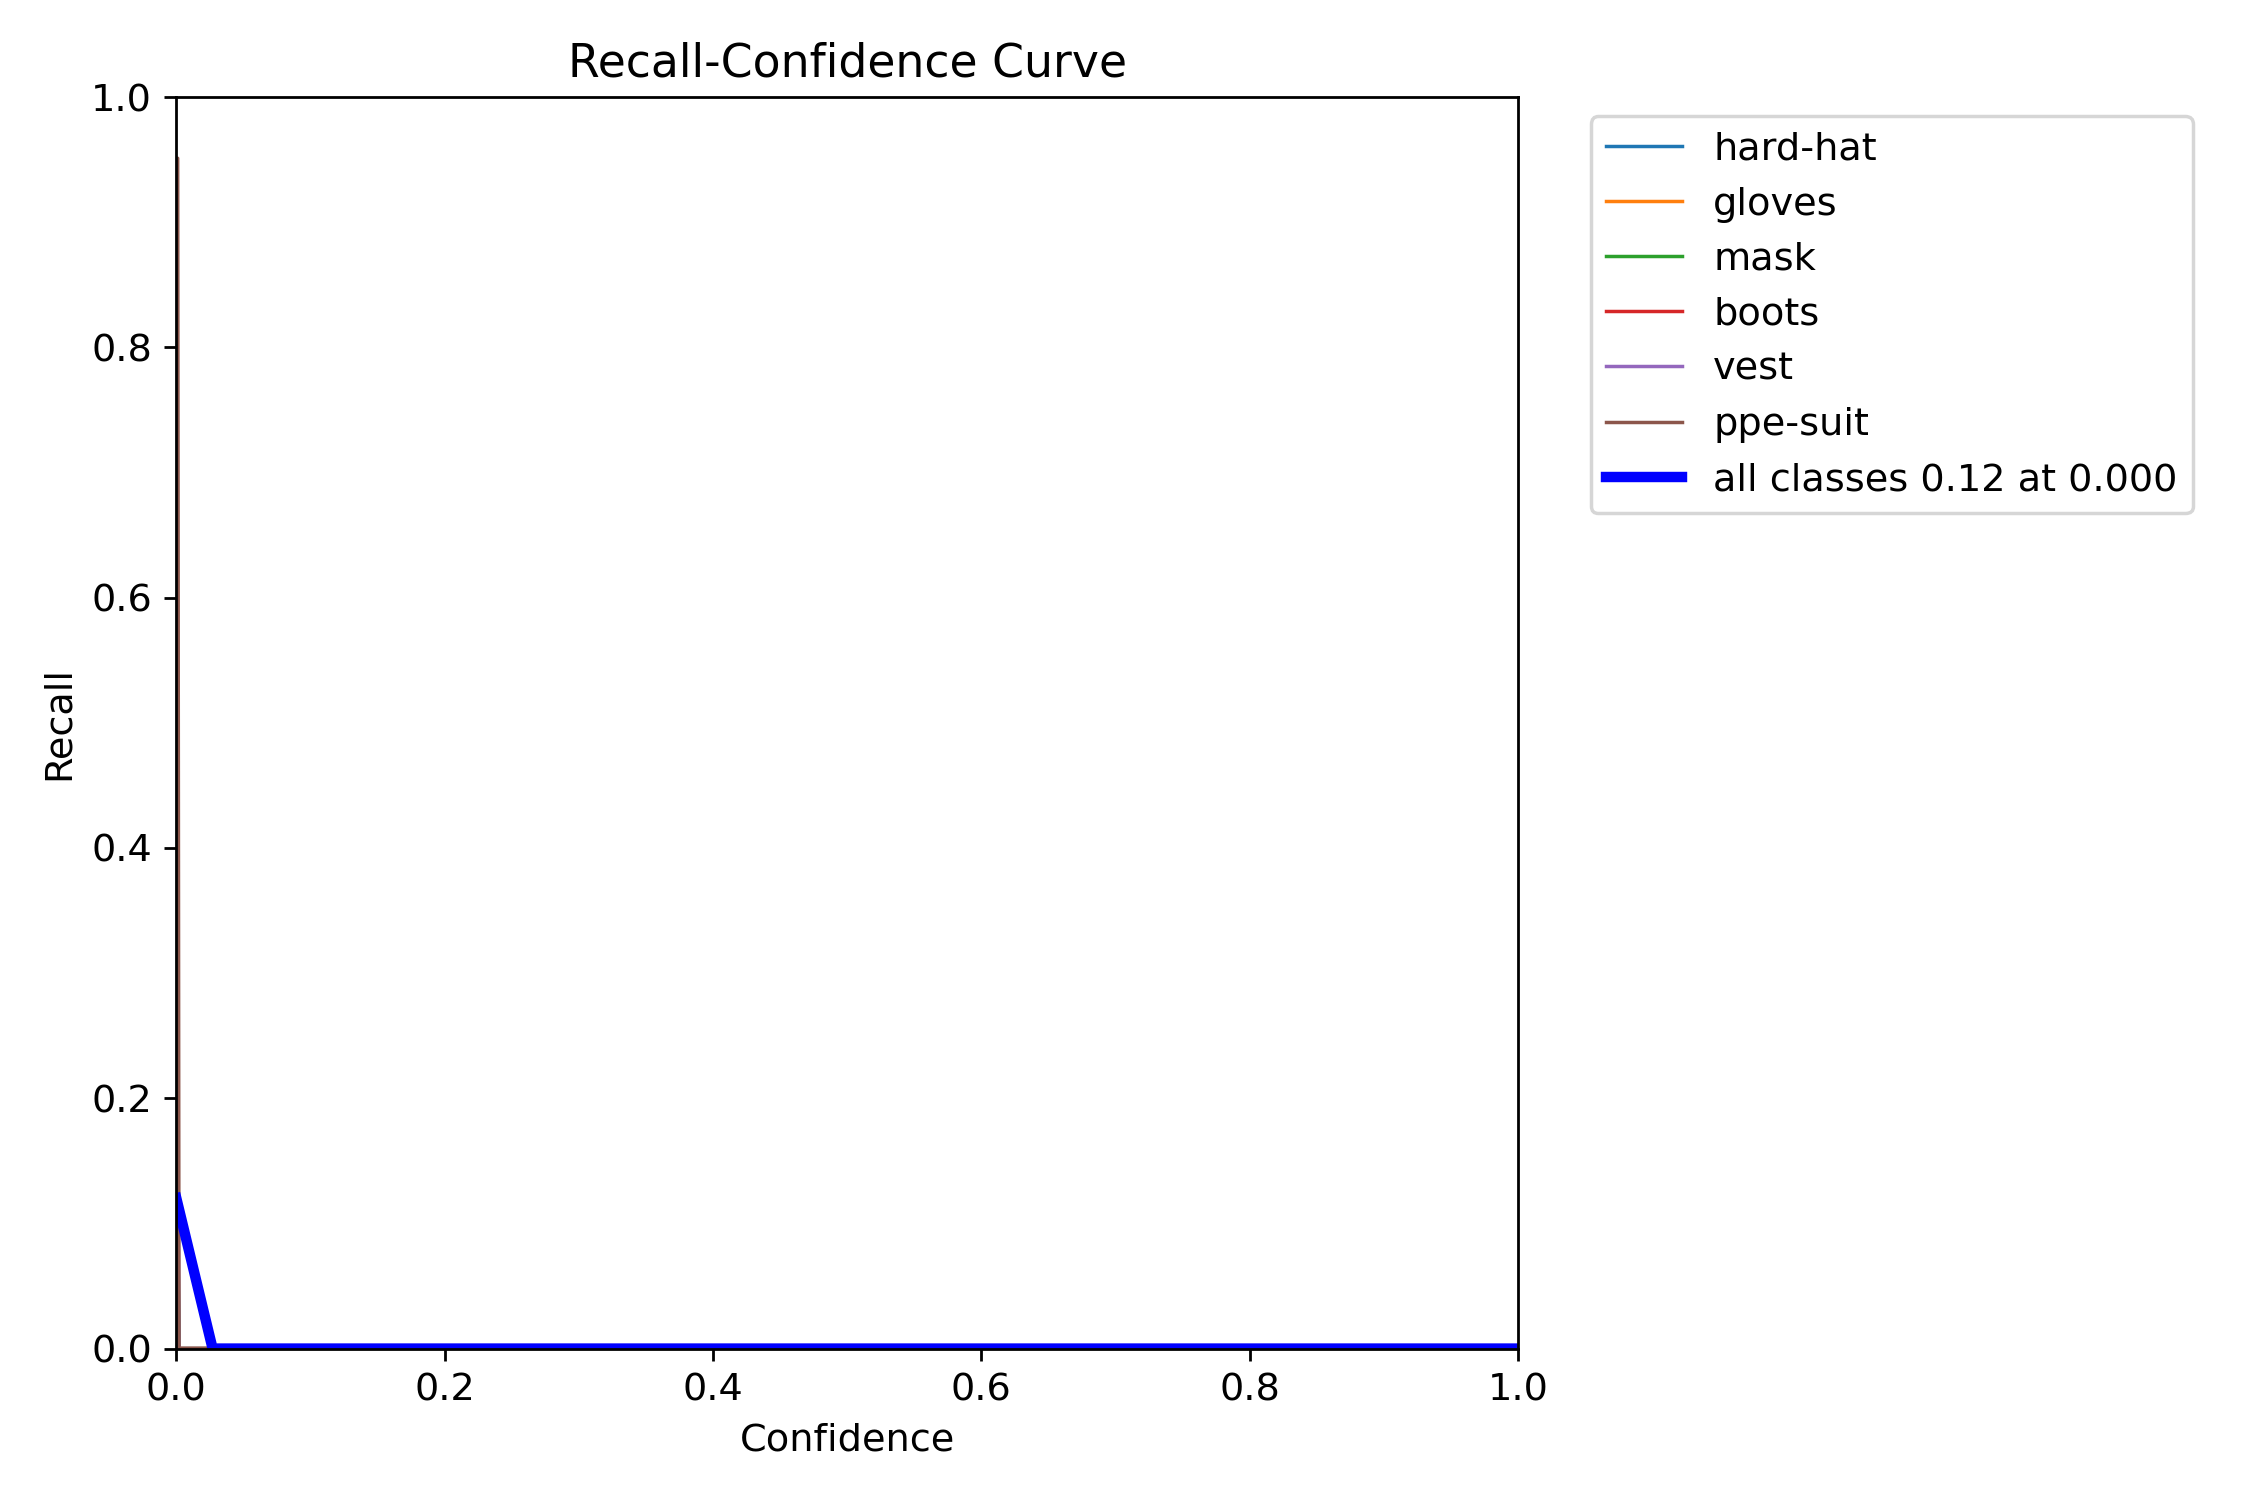 Recall-Confidence Curve
1.0
0.8
0.6
0.4
0.2
0.0
Recall
0.0 0.2 0.4 0.6 0.8 1.0
Confidence
hard-hat
gloves
mask
boots
vest
ppe-suit
all classes 0.12 at 0.000